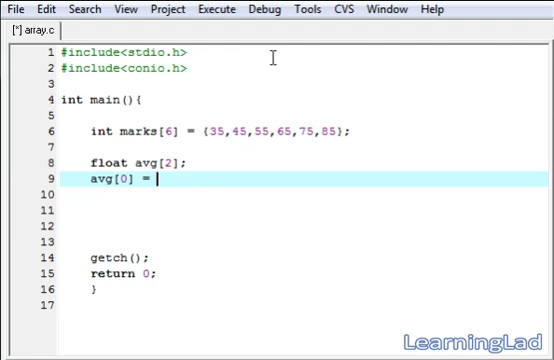 File Edit Search View Project Execute Debug Tools CVS Window Help
[*] array.c
1 #include<stdio.h>
2 #include<conio.h>
3
4 int main(){
5
6 int marks[6] = {35,45,55,65,75,85};
7
8 float avg[2];
9 avg[0] =
10
11
12
13
14 getch();
15 return 0;
16 }
17
LearningLad